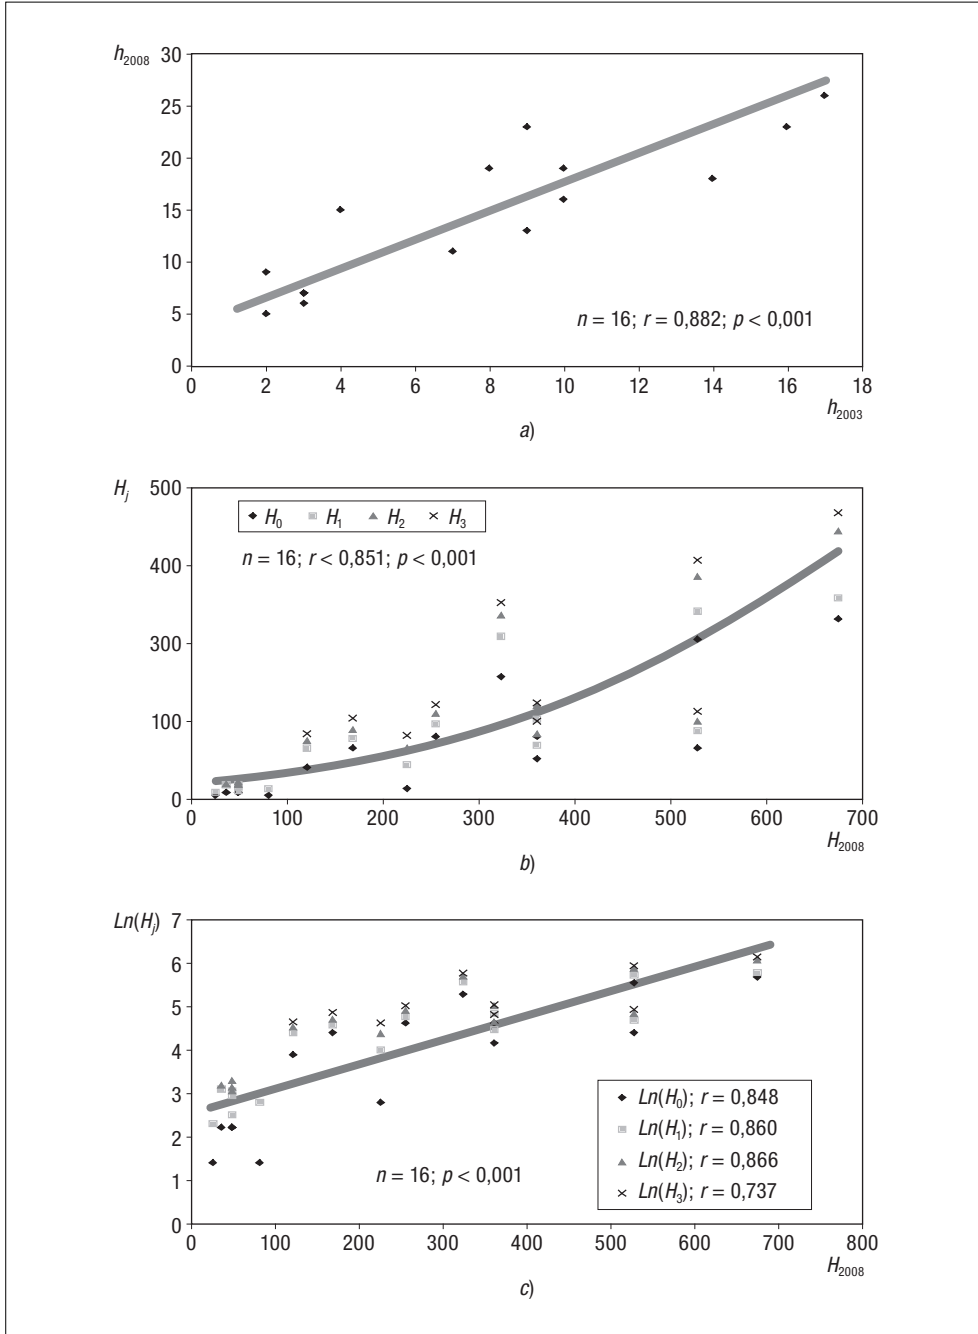 h2008
30
25
20
15
10
5
0
n = 16; r = 0,882; p < 0,001
0 2 4 6 8 10 12 14 16 18
h2003
a)
Hj
500
400
300
100
0
H0 H1 H2 H3
n = 16; r < 0,851; p < 0,001
0 100 200 300 400 500 600 700
H2008
b)
Ln(Hj)
7
6
5
4
3
2
1
0
Ln(H0); r = 0,848
Ln(H1); r = 0,860
Ln(H2); r = 0,866
Ln(H3); r = 0,737
n = 16; p < 0,001
0 100 200 300 400 500 600 700 800
H2008
c)